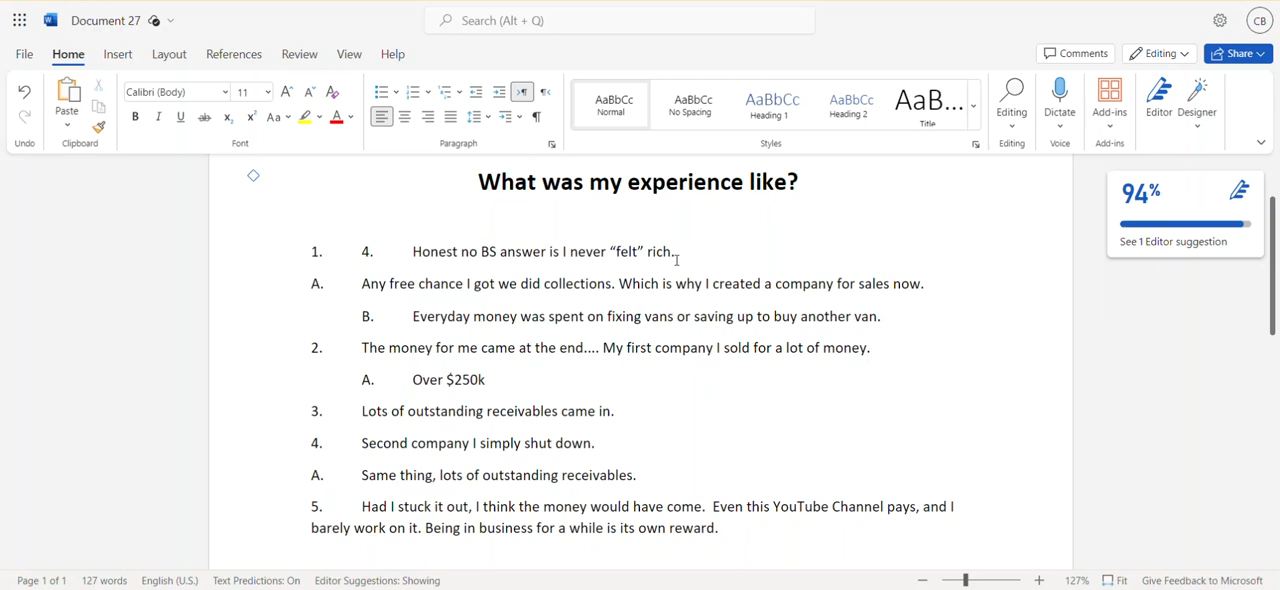 Document 27
Search (Alt + Q)
CB
File Home Insert Layout References Review View Help
Comments Editing Share
Calibri (Body) 11
Paste
B I U ab x₂ x² Aa A
AaBbCc AaBbCc AaBbCc AaBbCc AaB...
Normal No Spacing Heading 1 Heading 2 Title
Editing Dictate Add-ins Editor Designer
Undo Clipboard Font Paragraph Styles Editing Voice Add-ins
What was my experience like?
94%
See 1 Editor suggestion
1. 4. Honest no BS answer is I never “felt” rich.
A. Any free chance I got we did collections. Which is why I created a company for sales now.
B. Everyday money was spent on fixing vans or saving up to buy another van.
2. The money for me came at the end.... My first company I sold for a lot of money.
A. Over $250k
3. Lots of outstanding receivables came in.
4. Second company I simply shut down.
A. Same thing, lots of outstanding receivables.
5. Had I stuck it out, I think the money would have come.  Even this YouTube Channel pays, and I
barely work on it. Being in business for a while is its own reward.
Page 1 of 1 127 words English (U.S.) Text Predictions: On Editor Suggestions: Showing 127% Fit Give Feedback to Microsoft